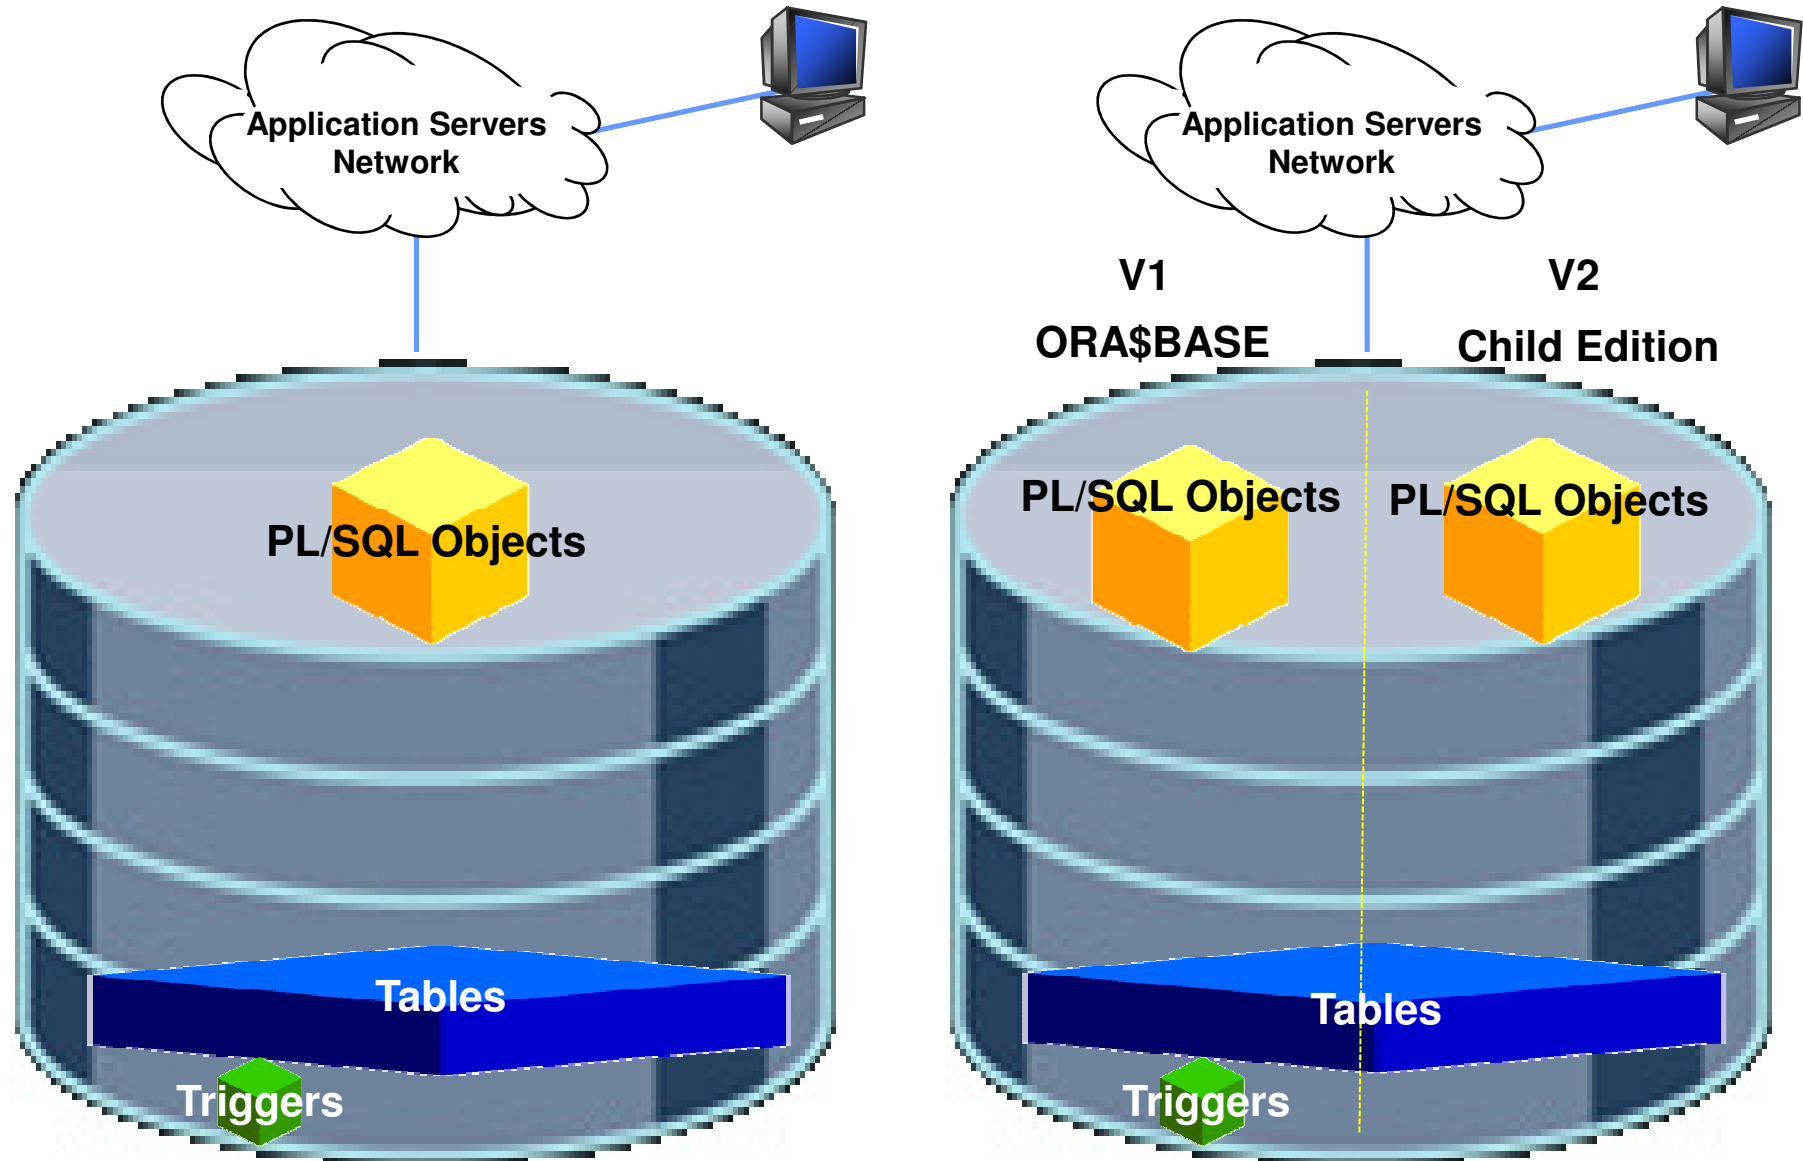 Application Servers
Network
PL/SQL Objects
Tables
Triggers
Application Servers
Network
V1
V2
ORA$BASE
Child Edition
PL/SQL Objects
PL/SQL Objects
Tables
Triggers